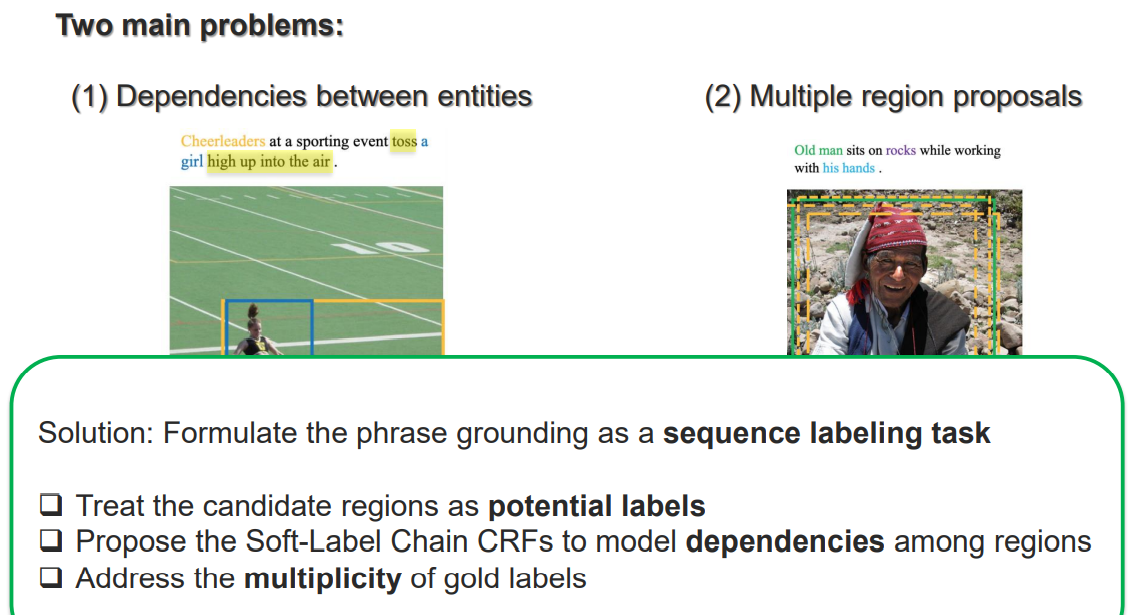 Two main problems:
(1) Dependencies between entities
(2) Multiple region proposals
Cheerleaders at a sporting event toss a
girl high up into the air .
Old man sits on rocks while working
with his hands .
10
Solution: Formulate the phrase grounding as a sequence labeling task
❑ Treat the candidate regions as potential labels
❑ Propose the Soft-Label Chain CRFs to model dependencies among regions
❑ Address the multiplicity of gold labels